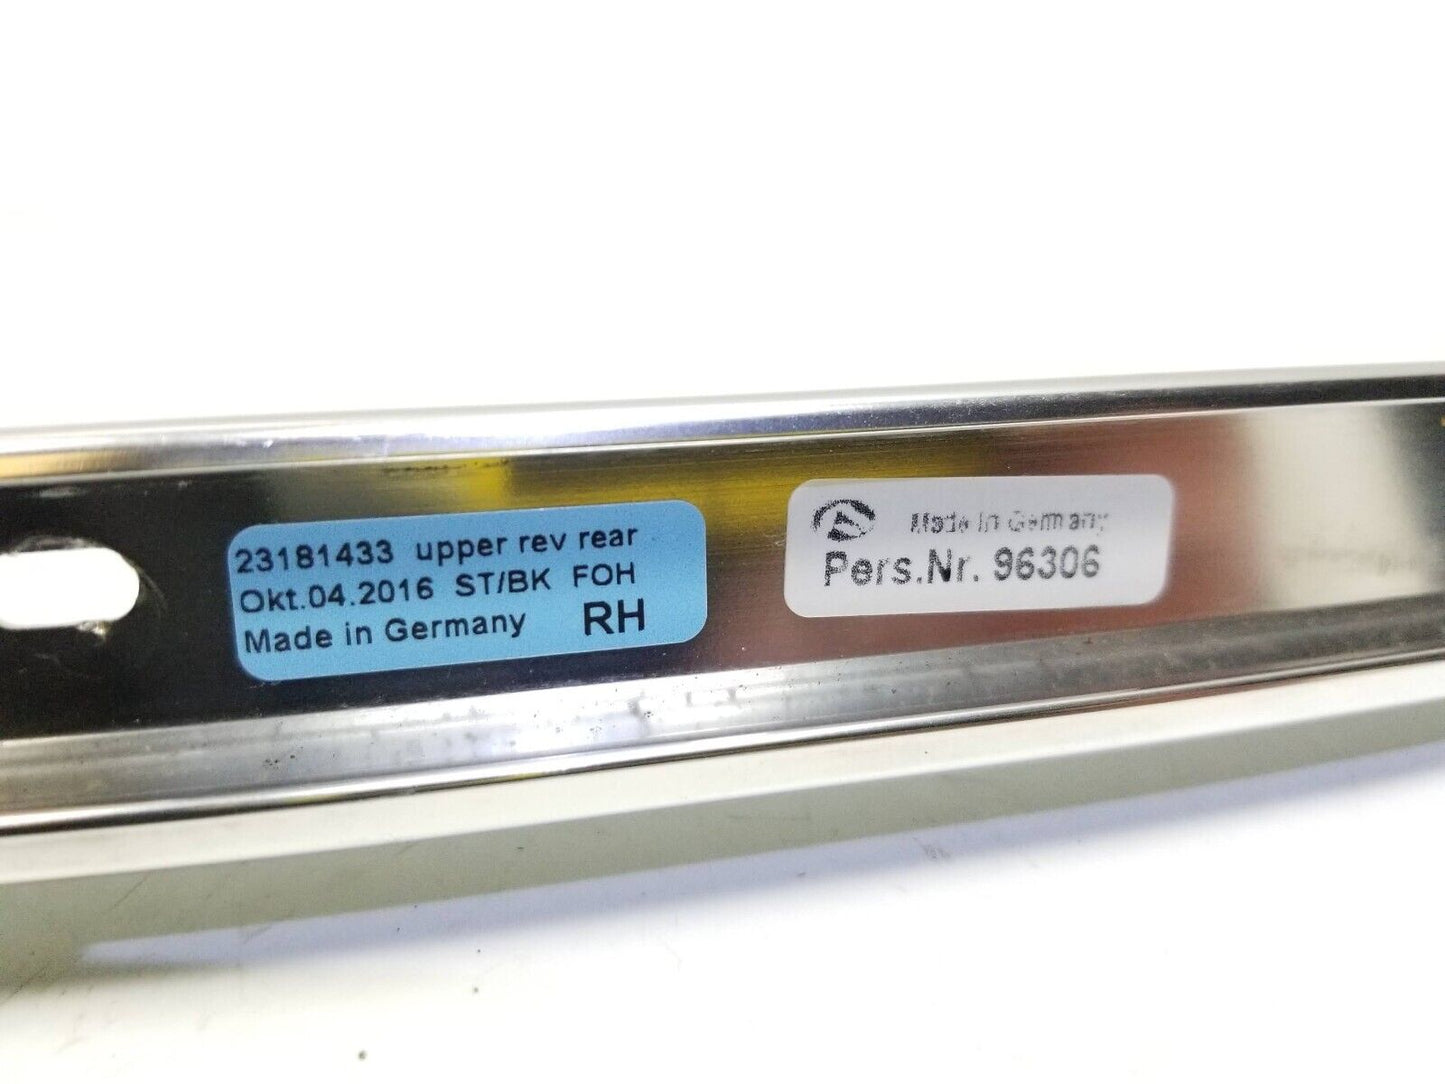 23181433 upper rev rear
Okt.04.2016 ST/BK FOH
Made in Germany RH
Made in Germany
Pers.Nr. 96306